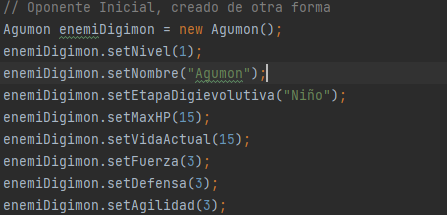 // Oponente Inicial, creado de otra forma
Agumon enemiDigimon = new Agumon();
enemiDigimon.setNivel(1);
enemiDigimon.setNombre("Agumon");
enemiDigimon.setEtapaDigievolutiva("Niño");
enemiDigimon.setMaxHP(15);
enemiDigimon.setVidaActual(15);
enemiDigimon.setFuerza(3);
enemiDigimon.setDefensa(3);
enemiDigimon.setAgilidad(3);